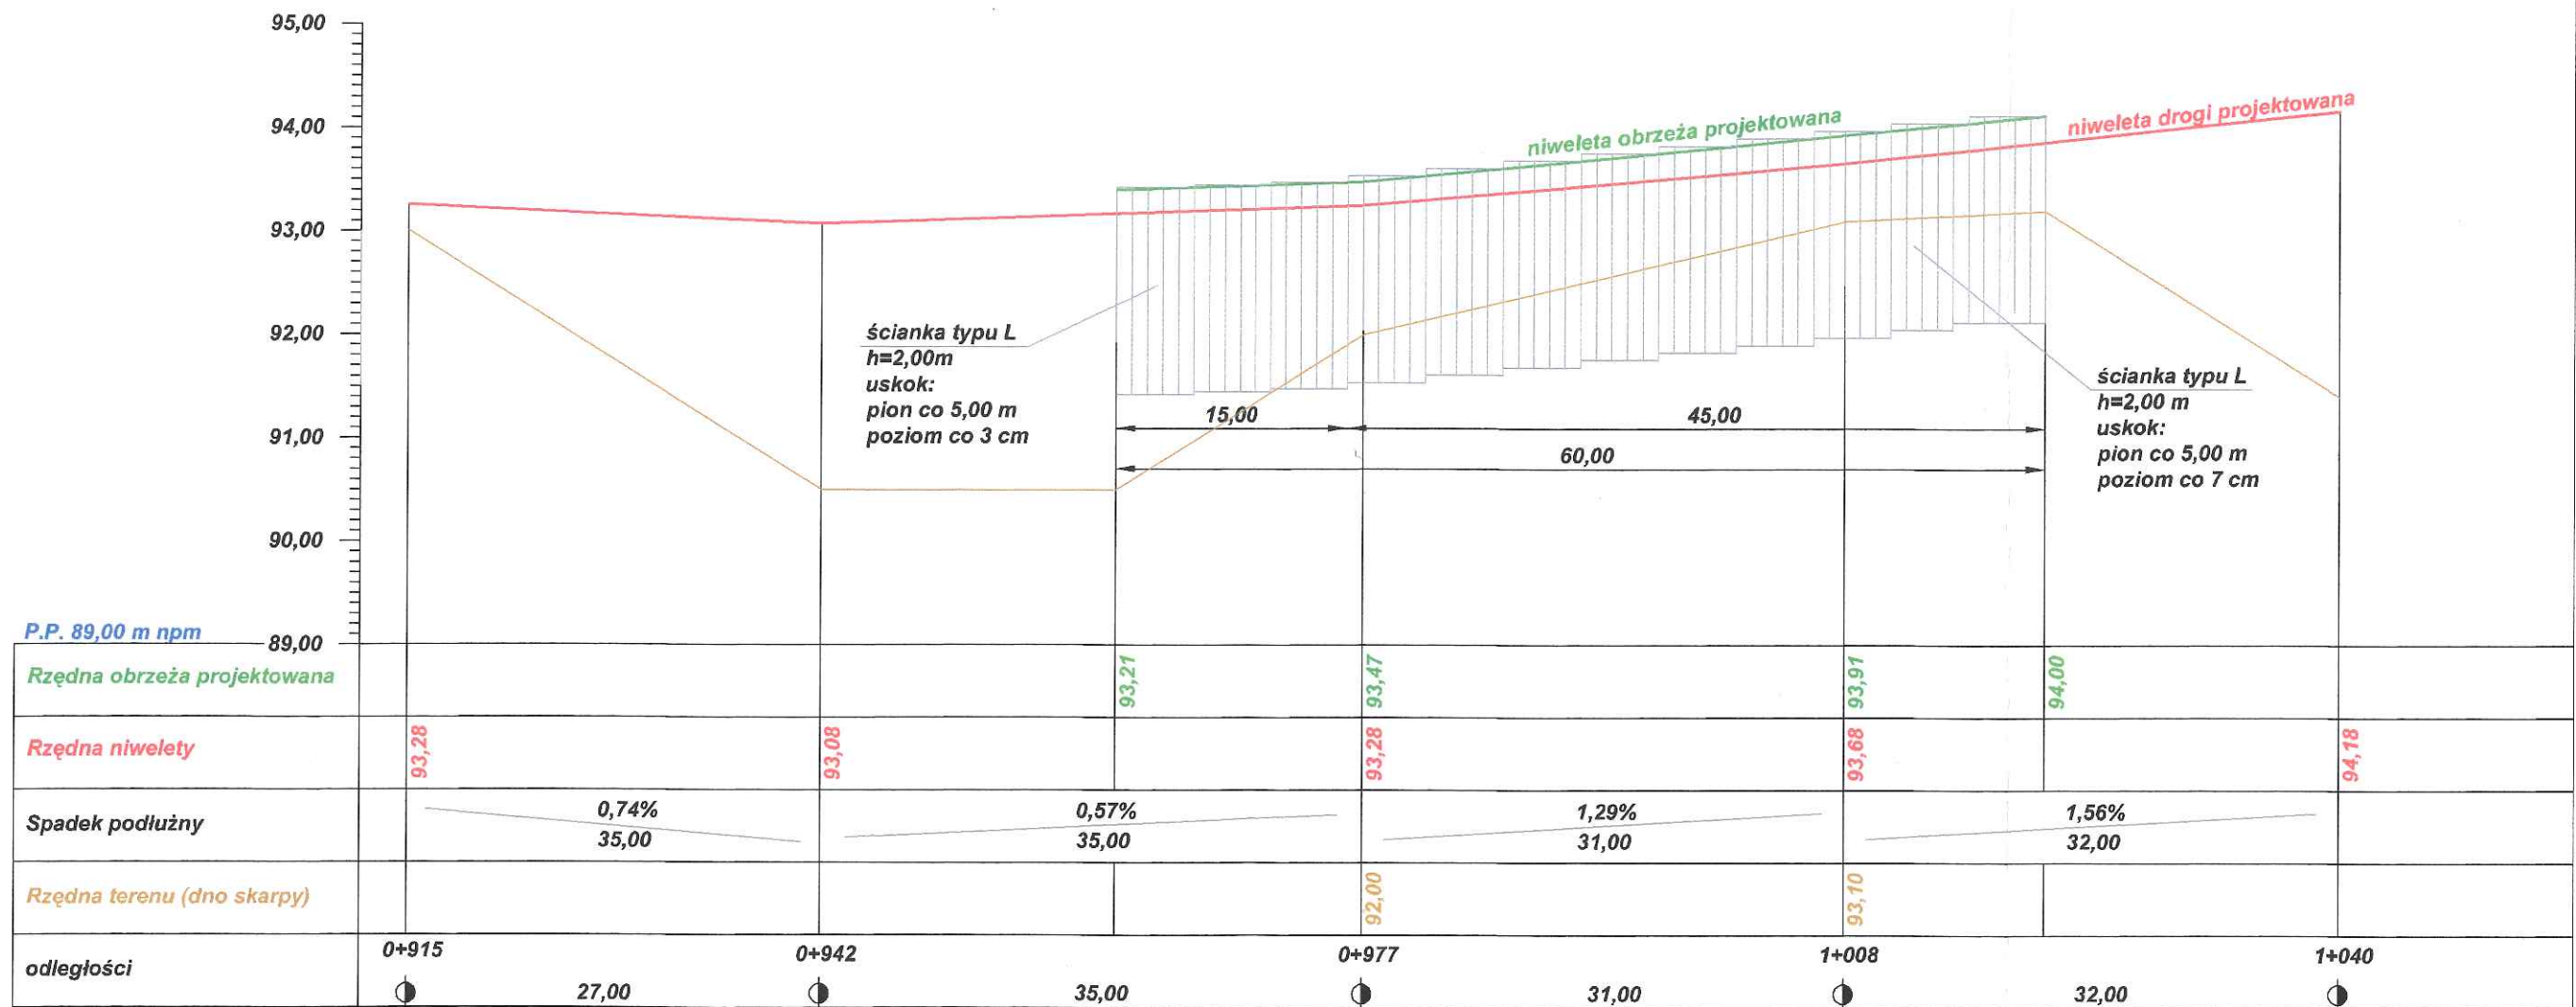 95,00
94,00
93,00
92,00
91,00
90,00
89,00
niweleta obrzeża projektowana
niweleta drogi projektowana
ścianka typu L
h=2,00m
uskok:
pion co 5,00 m
poziom co 3 cm
15,00
45,00
60,00
ścianka typu L
h=2,00 m
uskok:
pion co 5,00 m
poziom co 7 cm
P.P. 89,00 m npm
Rzędna obrzeża projektowana
93,21
93,47
93,91
94,00
Rzędna niwelety
93,28
93,08
93,28
93,68
94,18
Spadek podłużny
0,74%
35,00
0,57%
35,00
1,29%
31,00
1,56%
32,00
Rzędna terenu (dno skarpy)
92,00
93,10
odległości
0+915
0+942
0+977
1+008
1+040
27,00
35,00
31,00
32,00